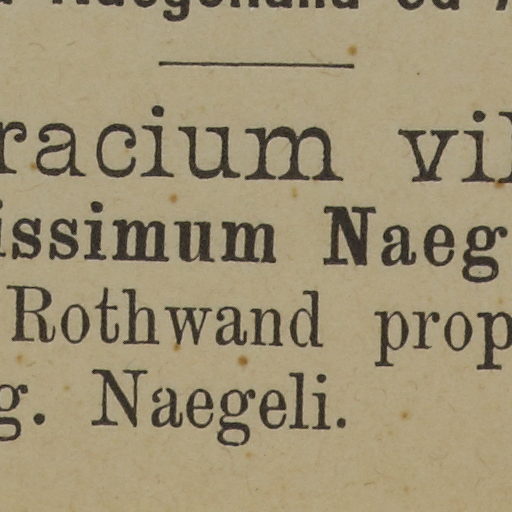 racium vil
issimum Naeg
Rothwand prop
g. Naegeli.